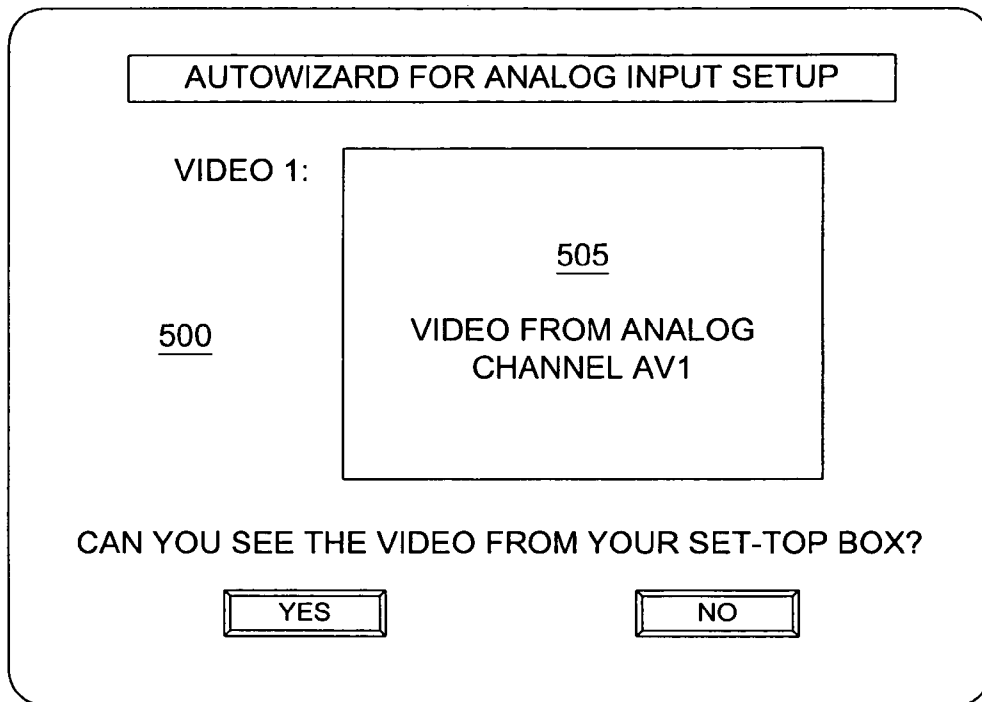 AUTOWIZARD FOR ANALOG INPUT SETUP
VIDEO 1:
505
500
VIDEO FROM ANALOG
CHANNEL AV1
CAN YOU SEE THE VIDEO FROM YOUR SET-TOP BOX?
YES
NO